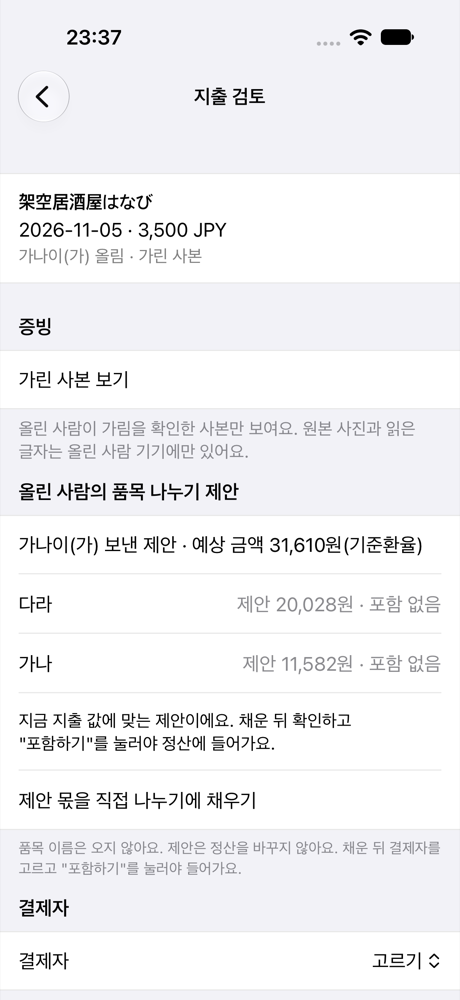 23:37
지출 검토
架空居酒屋はなび
2026-11-05 · 3,500 JPY
가나이(가) 올림 · 가린 사본
증빙
가린 사본 보기
올린 사람이 가림을 확인한 사본만 보여요. 원본 사진과 읽은
글자는 올린 사람 기기에만 있어요.
올린 사람의 품목 나누기 제안
가나이(가) 보낸 제안 · 예상 금액 31,610원(기준환율)
다라 제안 20,028원 · 포함 없음
가나 제안 11,582원 · 포함 없음
지금 지출 값에 맞는 제안이에요. 채운 뒤 확인하고
"포함하기"를 눌러야 정산에 들어가요.
제안 몫을 직접 나누기에 채우기
품목 이름은 오지 않아요. 제안은 정산을 바꾸지 않아요. 채운 뒤 결제자를
고르고 "포함하기"를 눌러야 들어가요.
결제자
결제자 고르기